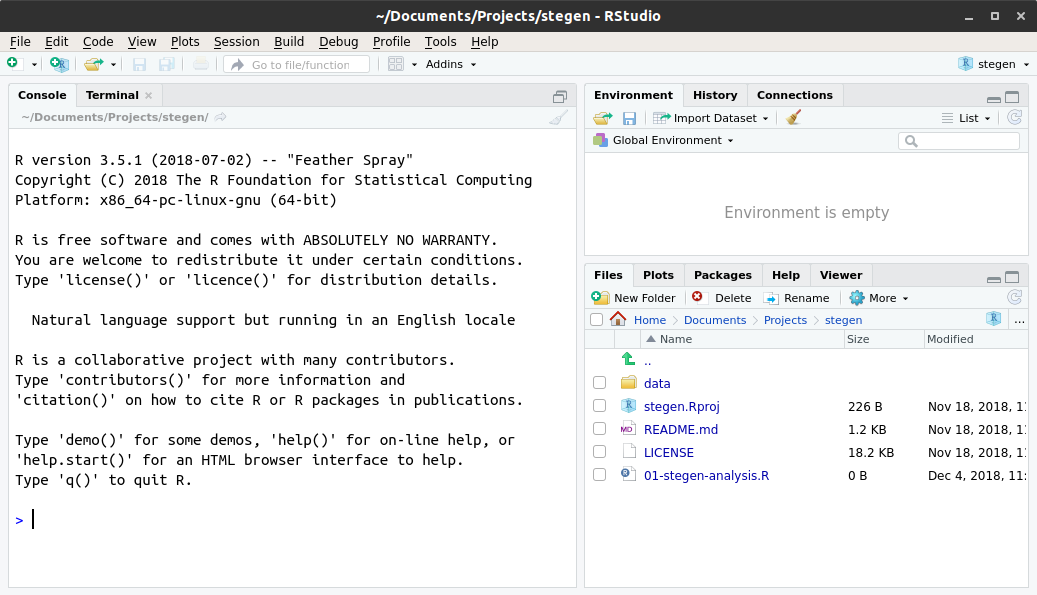 ~/Documents/Projects/stegen - RStudio
File Edit Code View Plots Session Build Debug Profile Tools Help
Go to file/function Addins stegen
Console Terminal
~/Documents/Projects/stegen/
R version 3.5.1 (2018-07-02) -- "Feather Spray"
Copyright (C) 2018 The R Foundation for Statistical Computing
Platform: x86_64-pc-linux-gnu (64-bit)
R is free software and comes with ABSOLUTELY NO WARRANTY.
You are welcome to redistribute it under certain conditions.
Type 'license()' or 'licence()' for distribution details.
Natural language support but running in an English locale
R is a collaborative project with many contributors.
Type 'contributors()' for more information and
'citation()' on how to cite R or R packages in publications.
Type 'demo()' for some demos, 'help()' for on-line help, or
'help.start()' for an HTML browser interface to help.
Type 'q()' to quit R.
>
Environment History Connections
Import Dataset List
Global Environment
Environment is empty
Files Plots Packages Help Viewer
New Folder Delete Rename More
Home Documents Projects stegen ...
Name Size Modified
..
data
stegen.Rproj 226 B Nov 18, 2018, 11
README.md 1.2 KB Nov 18, 2018, 11:
LICENSE 18.2 KB Nov 18, 2018, 11:
01-stegen-analysis.R 0 B Dec 4, 2018, 11: